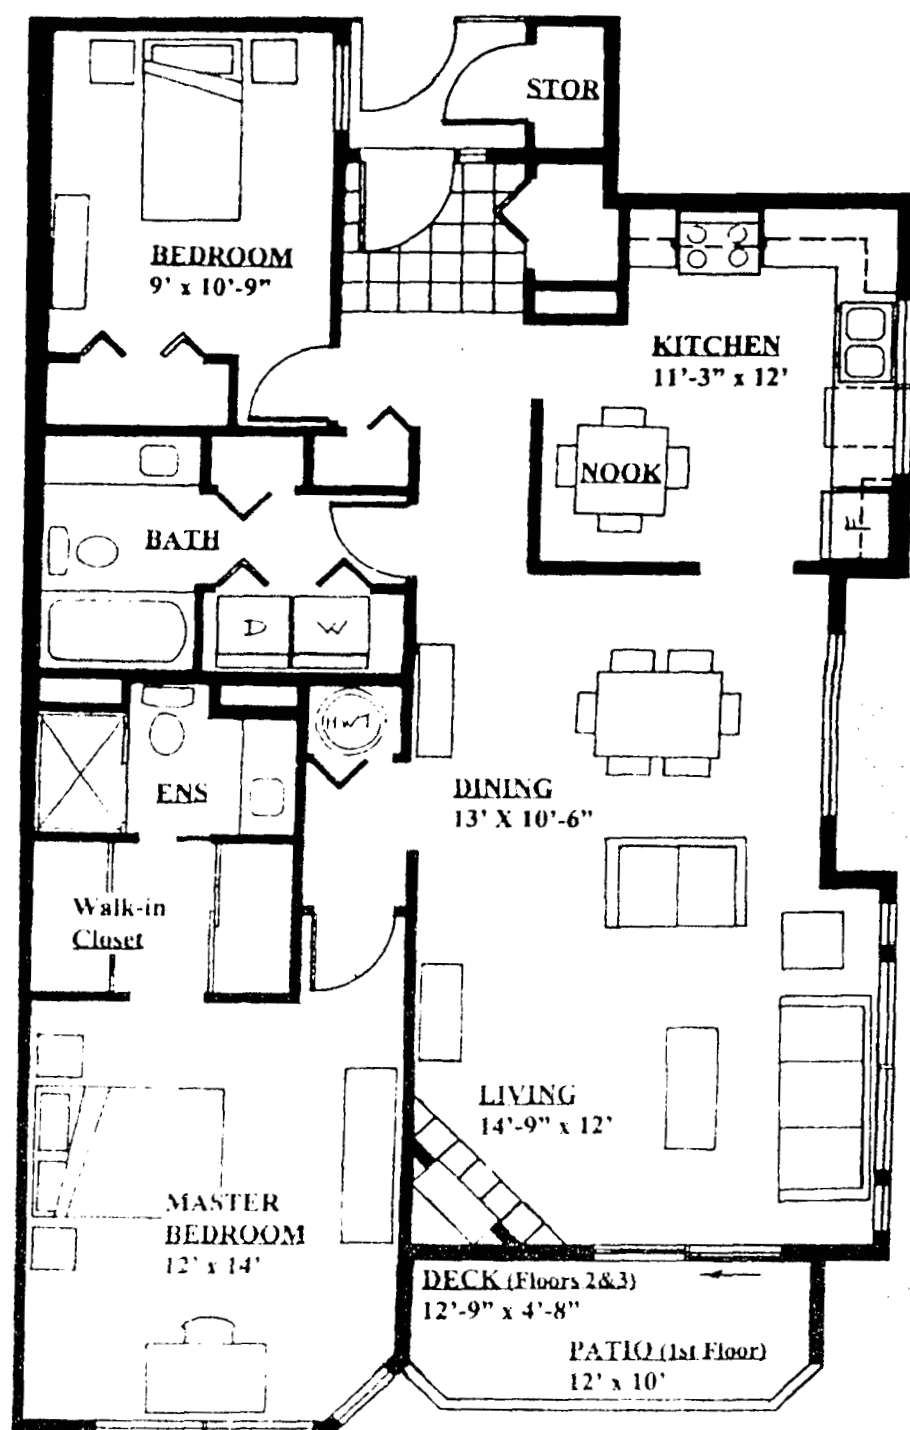 STOR
BEDROOM
9' x 10'-9"
KITCHEN
11'-3" x 12'
NOOK
F
BATH
D
W
HWT
ENS
DINING
13' X 10'-6"
Walk-in
Closet
LIVING
14'-9" x 12'
MASTER
BEDROOM
12' x 14'
DECK (Floors 2&3)
12'-9" x 4'-8"
PATIO (1st Floor)
12' x 10'